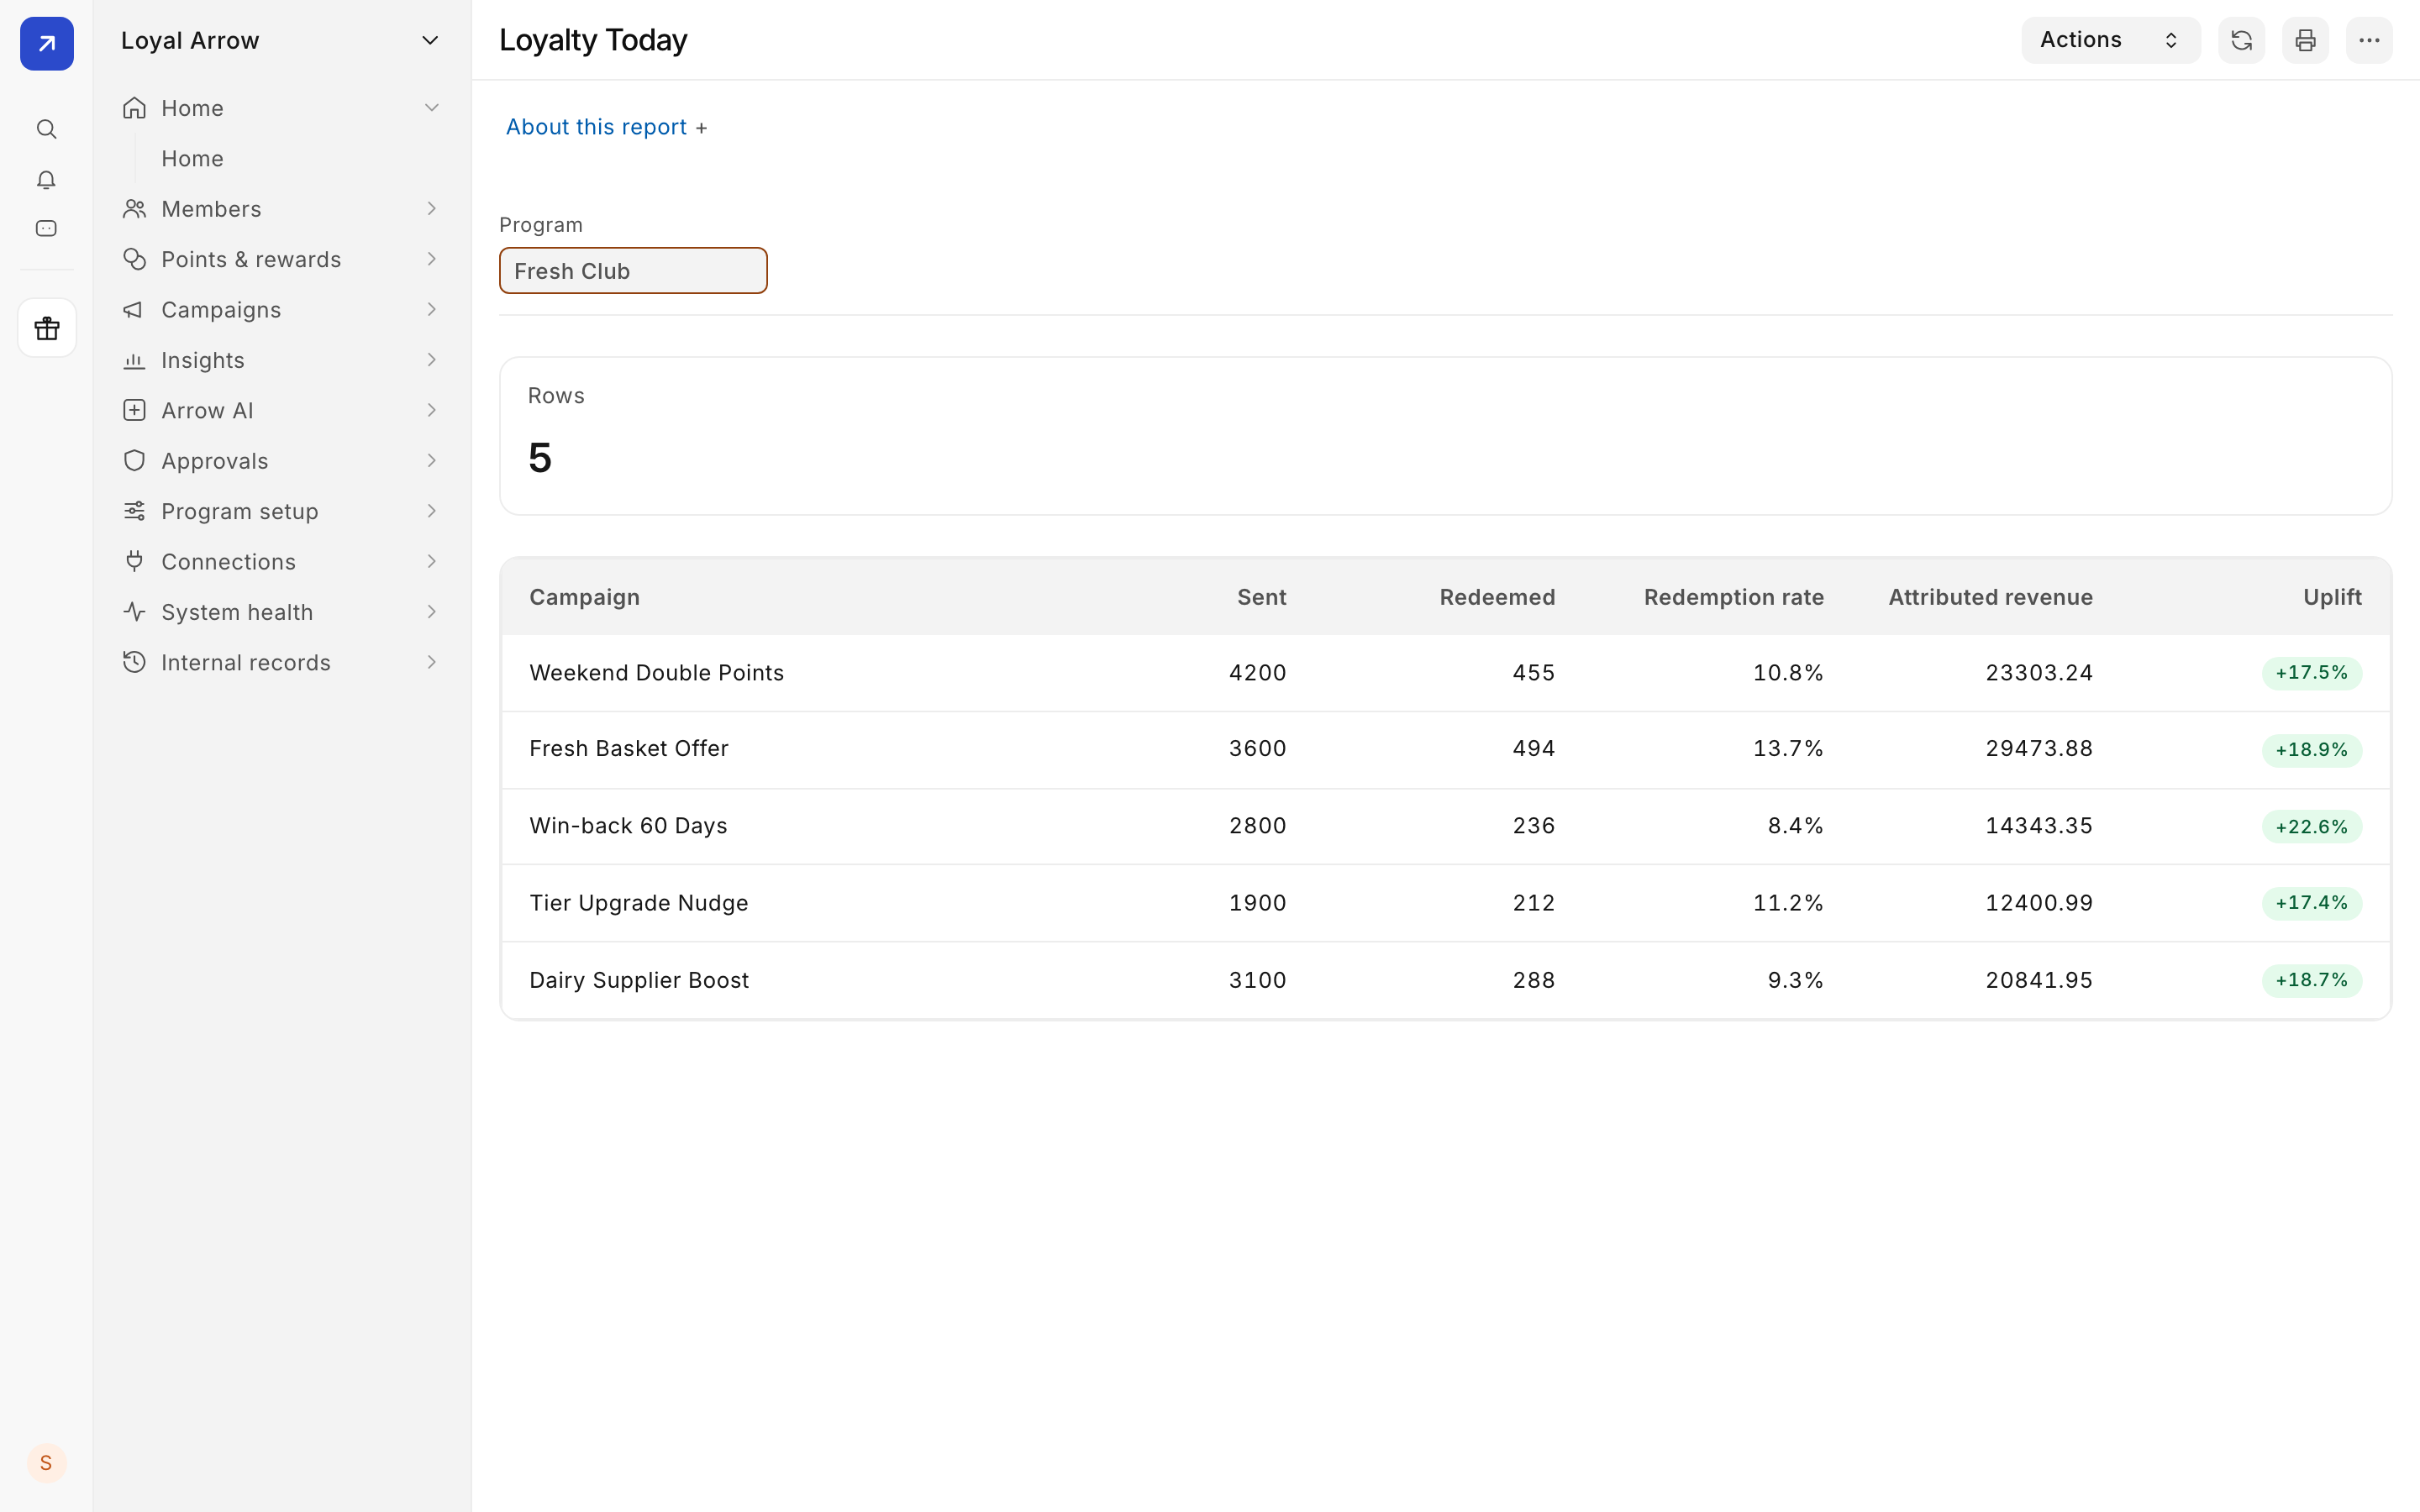 Loyal Arrow
Home
Home
Members
Points & rewards
Campaigns
Insights
Arrow AI
Approvals
Program setup
Connections
System health
Internal records
S
Loyalty Today
Actions
About this report +
Program
Fresh Club
Rows
5
Campaign Sent Redeemed Redemption rate Attributed revenue Uplift
Weekend Double Points 4200 455 10.8% 23303.24 +17.5%
Fresh Basket Offer 3600 494 13.7% 29473.88 +18.9%
Win-back 60 Days 2800 236 8.4% 14343.35 +22.6%
Tier Upgrade Nudge 1900 212 11.2% 12400.99 +17.4%
Dairy Supplier Boost 3100 288 9.3% 20841.95 +18.7%